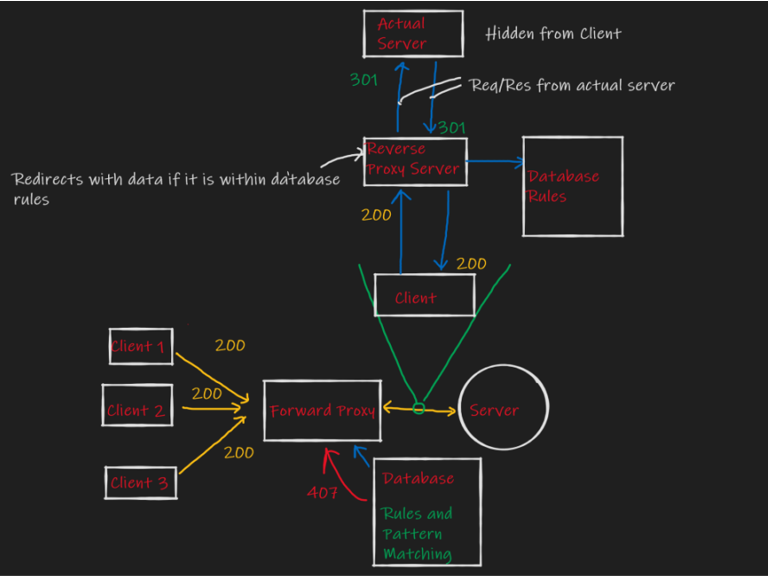 Actual
Server
Hidden from Client
301
Req/Res from actual server
301
Reverse
Proxy Server
Redirects with data if it is within database
rules
Database
Rules
200
200
Client
Client 1
200
Client 2
200
Forward Proxy
Server
Client 3
200
407
Database
Rules and
Pattern
Matching